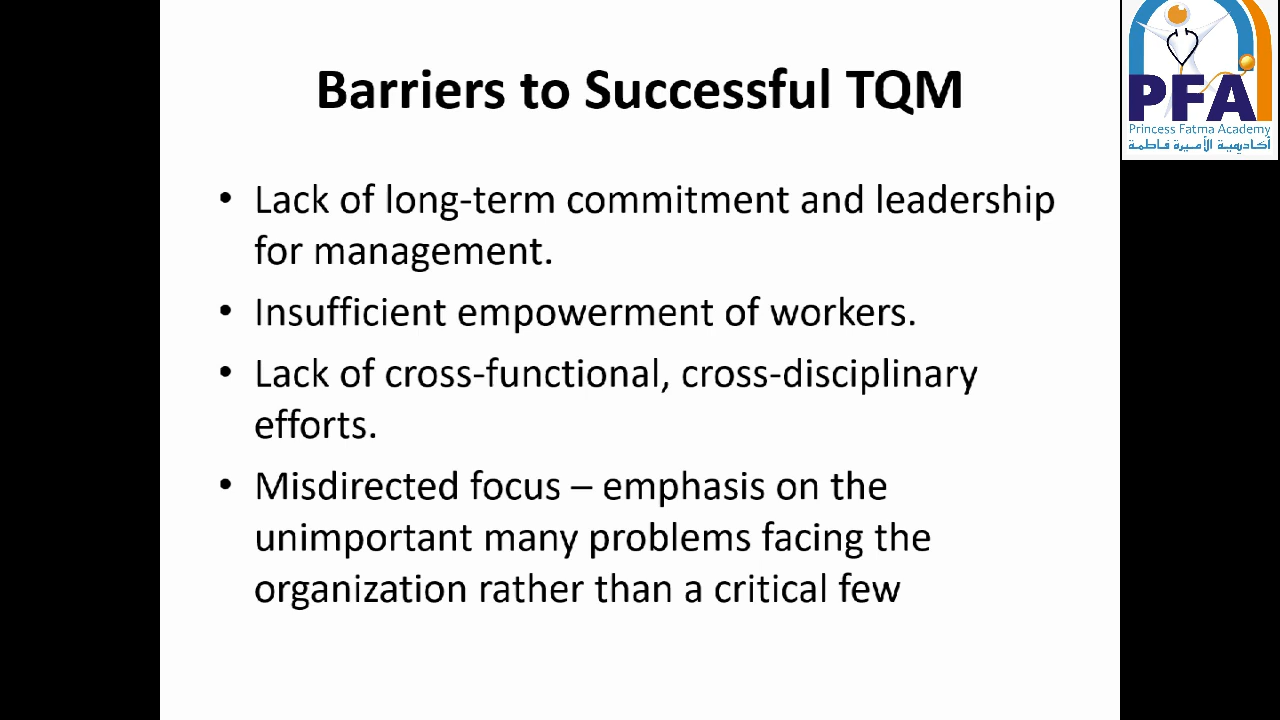 Barriers to Successful TQM
• Lack of long-term commitment and leadership
for management.
• Insufficient empowerment of workers.
• Lack of cross-functional, cross-disciplinary
efforts.
• Misdirected focus – emphasis on the
unimportant many problems facing the
organization rather than a critical few
PFA
Princess Fatma Academy
أكاديمية الأميرة فاطمة